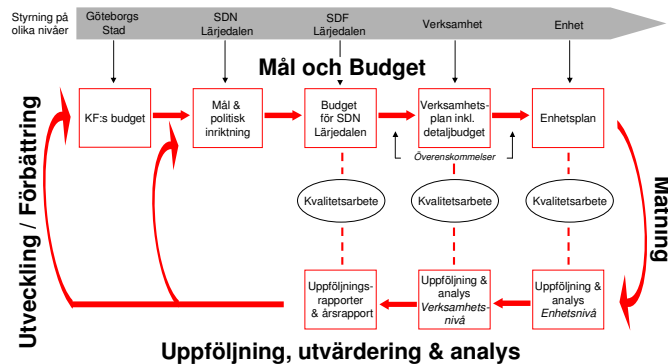 Styrning på
olika nivåer
Göteborgs
Stad
SDN
Lärjedalen
SDF
Lärjedalen
Verksamhet
Enhet
Mål och Budget
KF:s budget
Mål &
politisk
inriktning
Budget
för SDN
Lärjedalen
Verksamhets-
plan inkl.
detaljbudget
Enhetsplan
Överenskommelser
Utveckling / Förbättring
Mätning
Kvalitetsarbete
Kvalitetsarbete
Kvalitetsarbete
Uppföljnings-
rapporter
& årsrapport
Uppföljning &
analys
Verksamhets-
nivå
Uppföljning &
analys
Enhetsnivå
Uppföljning, utvärdering & analys